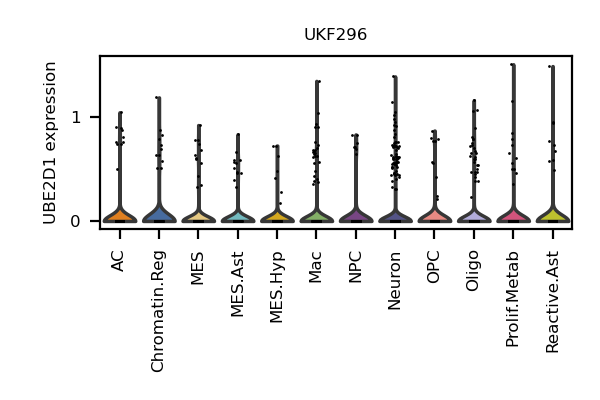 UKF296
UBE2D1 expression
1
0
AC
Chromatin.Reg
MES
MES.Ast
MES.Hyp
Mac
NPC
Neuron
OPC
Oligo
Prolif.Metab
Reactive.Ast